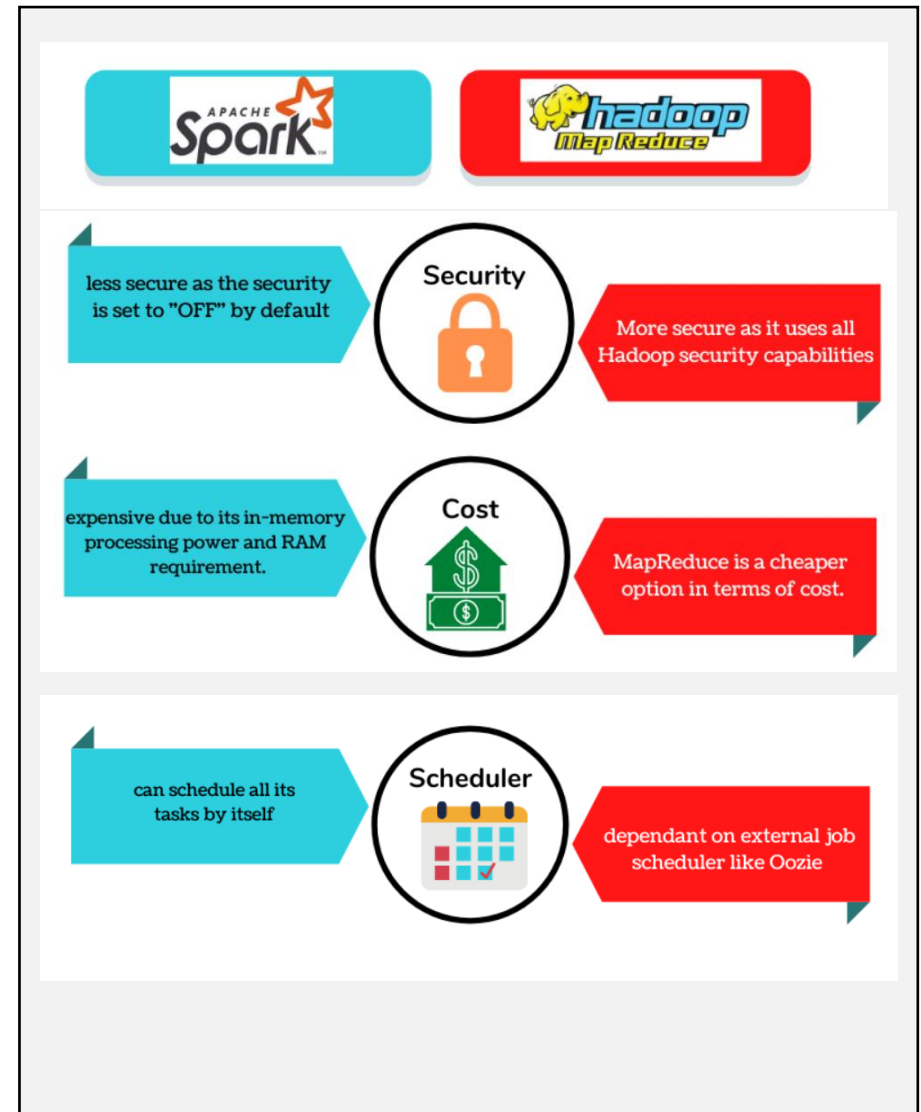 APACHE
Spark™
hadoop
Map Reduce
Security
less secure as the security
is set to ”OFF” by default
More secure as it uses all
Hadoop security capabilities
Cost
expensive due to its in-memory
processing power and RAM
requirement.
MapReduce is a cheaper
option in terms of cost.
Scheduler
can schedule all its
tasks by itself
dependant on external job
scheduler like Oozie